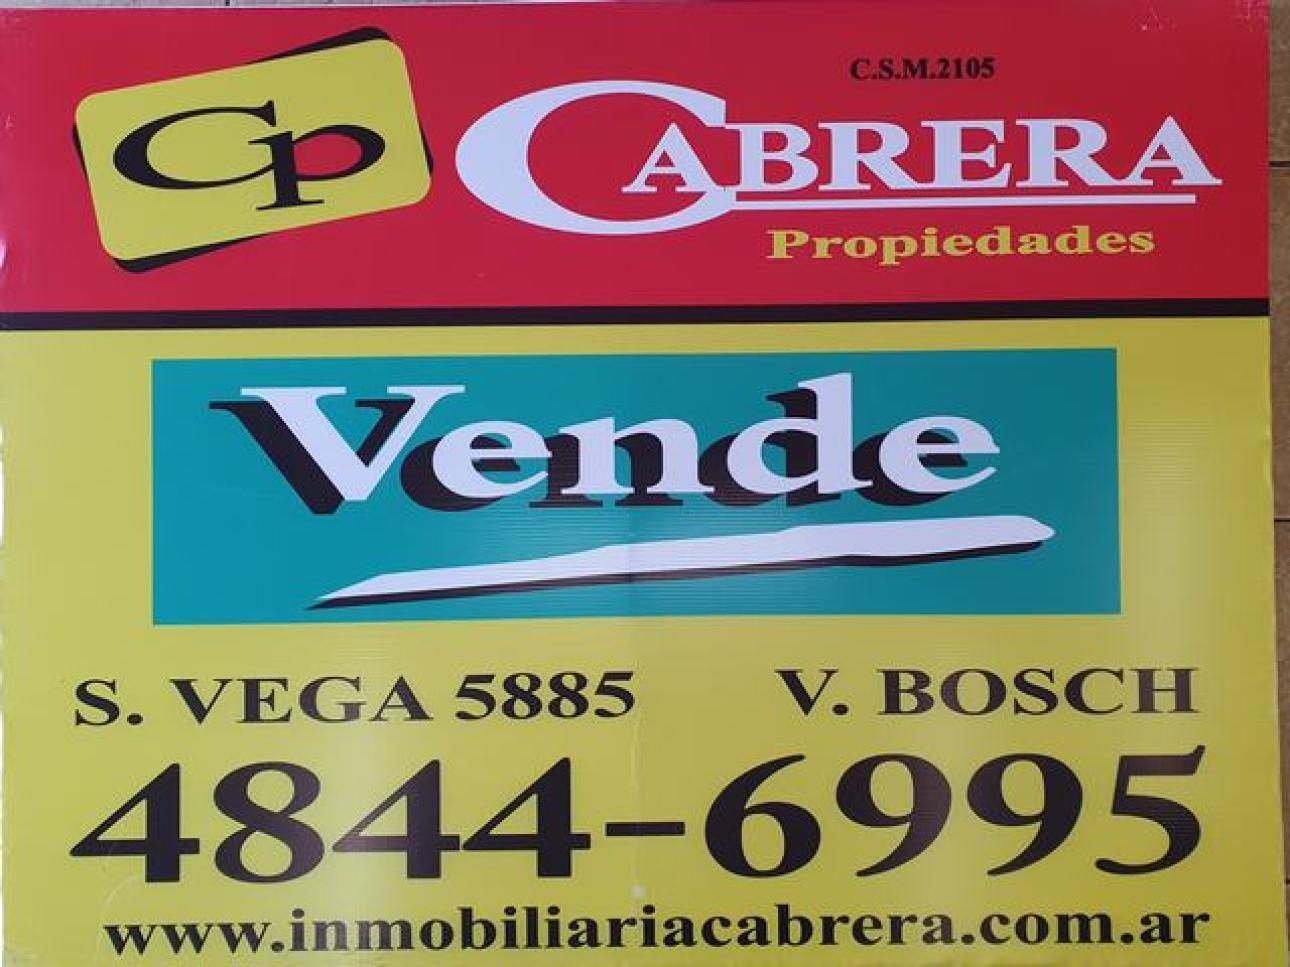 C.S.M.2105
Cp CABRERA
Propiedades
Vende
S. VEGA 5885 V. BOSCH
4844-6995
www.inmobiliariacabrera.com.ar